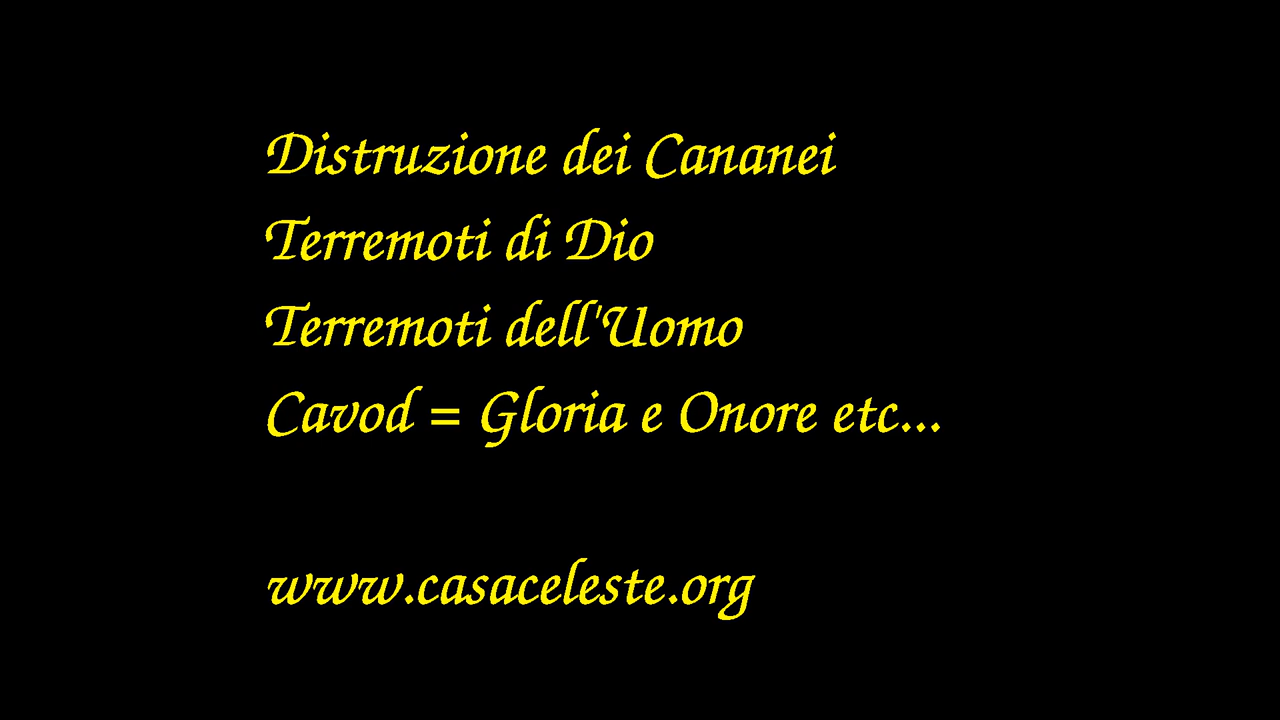 Distruzione dei Cananei
Terremoti di Dio
Terremoti dell'Uomo
Cavod = Gloria e Onore etc...
www.casaceleste.org